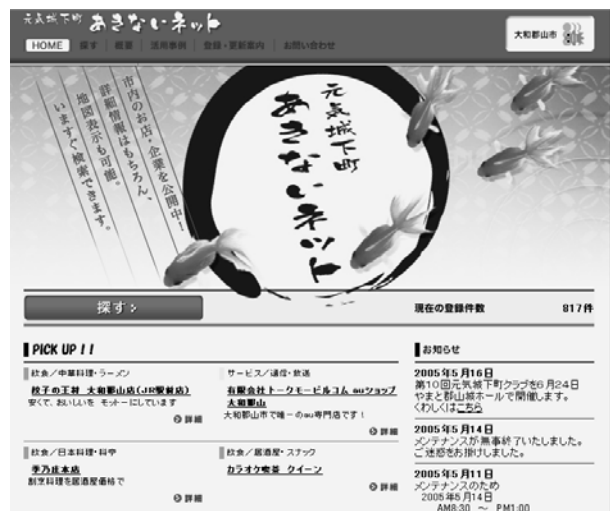 元気城下町 あきないネット
HOME 探す 概要 活用事例 登録・更新案内 お問い合わせ
大和郡山市
市内のお店・企業を公開中!
詳細情報はもちろん、
地図表示も可能。
いますぐ検索できます。
元気城下町
あきないネット
探す
現在の登録件数 817件
PICK UP !!
飲食/中華料理・ラーメン
餃子の王将 大和郡山店(JR駅前店)
安くて、おいしいを モットーにしています
詳細
サービス/通信・放送
有限会社トークモービルコム auショップ
大和郡山
大和郡山市で唯一のau専門店です!
詳細
飲食/日本料理・料亭
季乃庄本店
割烹料理を居酒屋価格で
詳細
飲食/居酒屋・スナック
カラオケ喫茶 クイーン
詳細
お知らせ
2005年5月16日
第10回元気城下町クラブを6月24日
やまと郡山城ホールで開催します。
くわしくはこちら
2005年5月14日
メンテナンスが無事終了いたしました。
ご迷惑をお掛けしました。
2005年5月11日
メンテナンスのため
2005年5月14日
AM8:30 ～ PM1:00